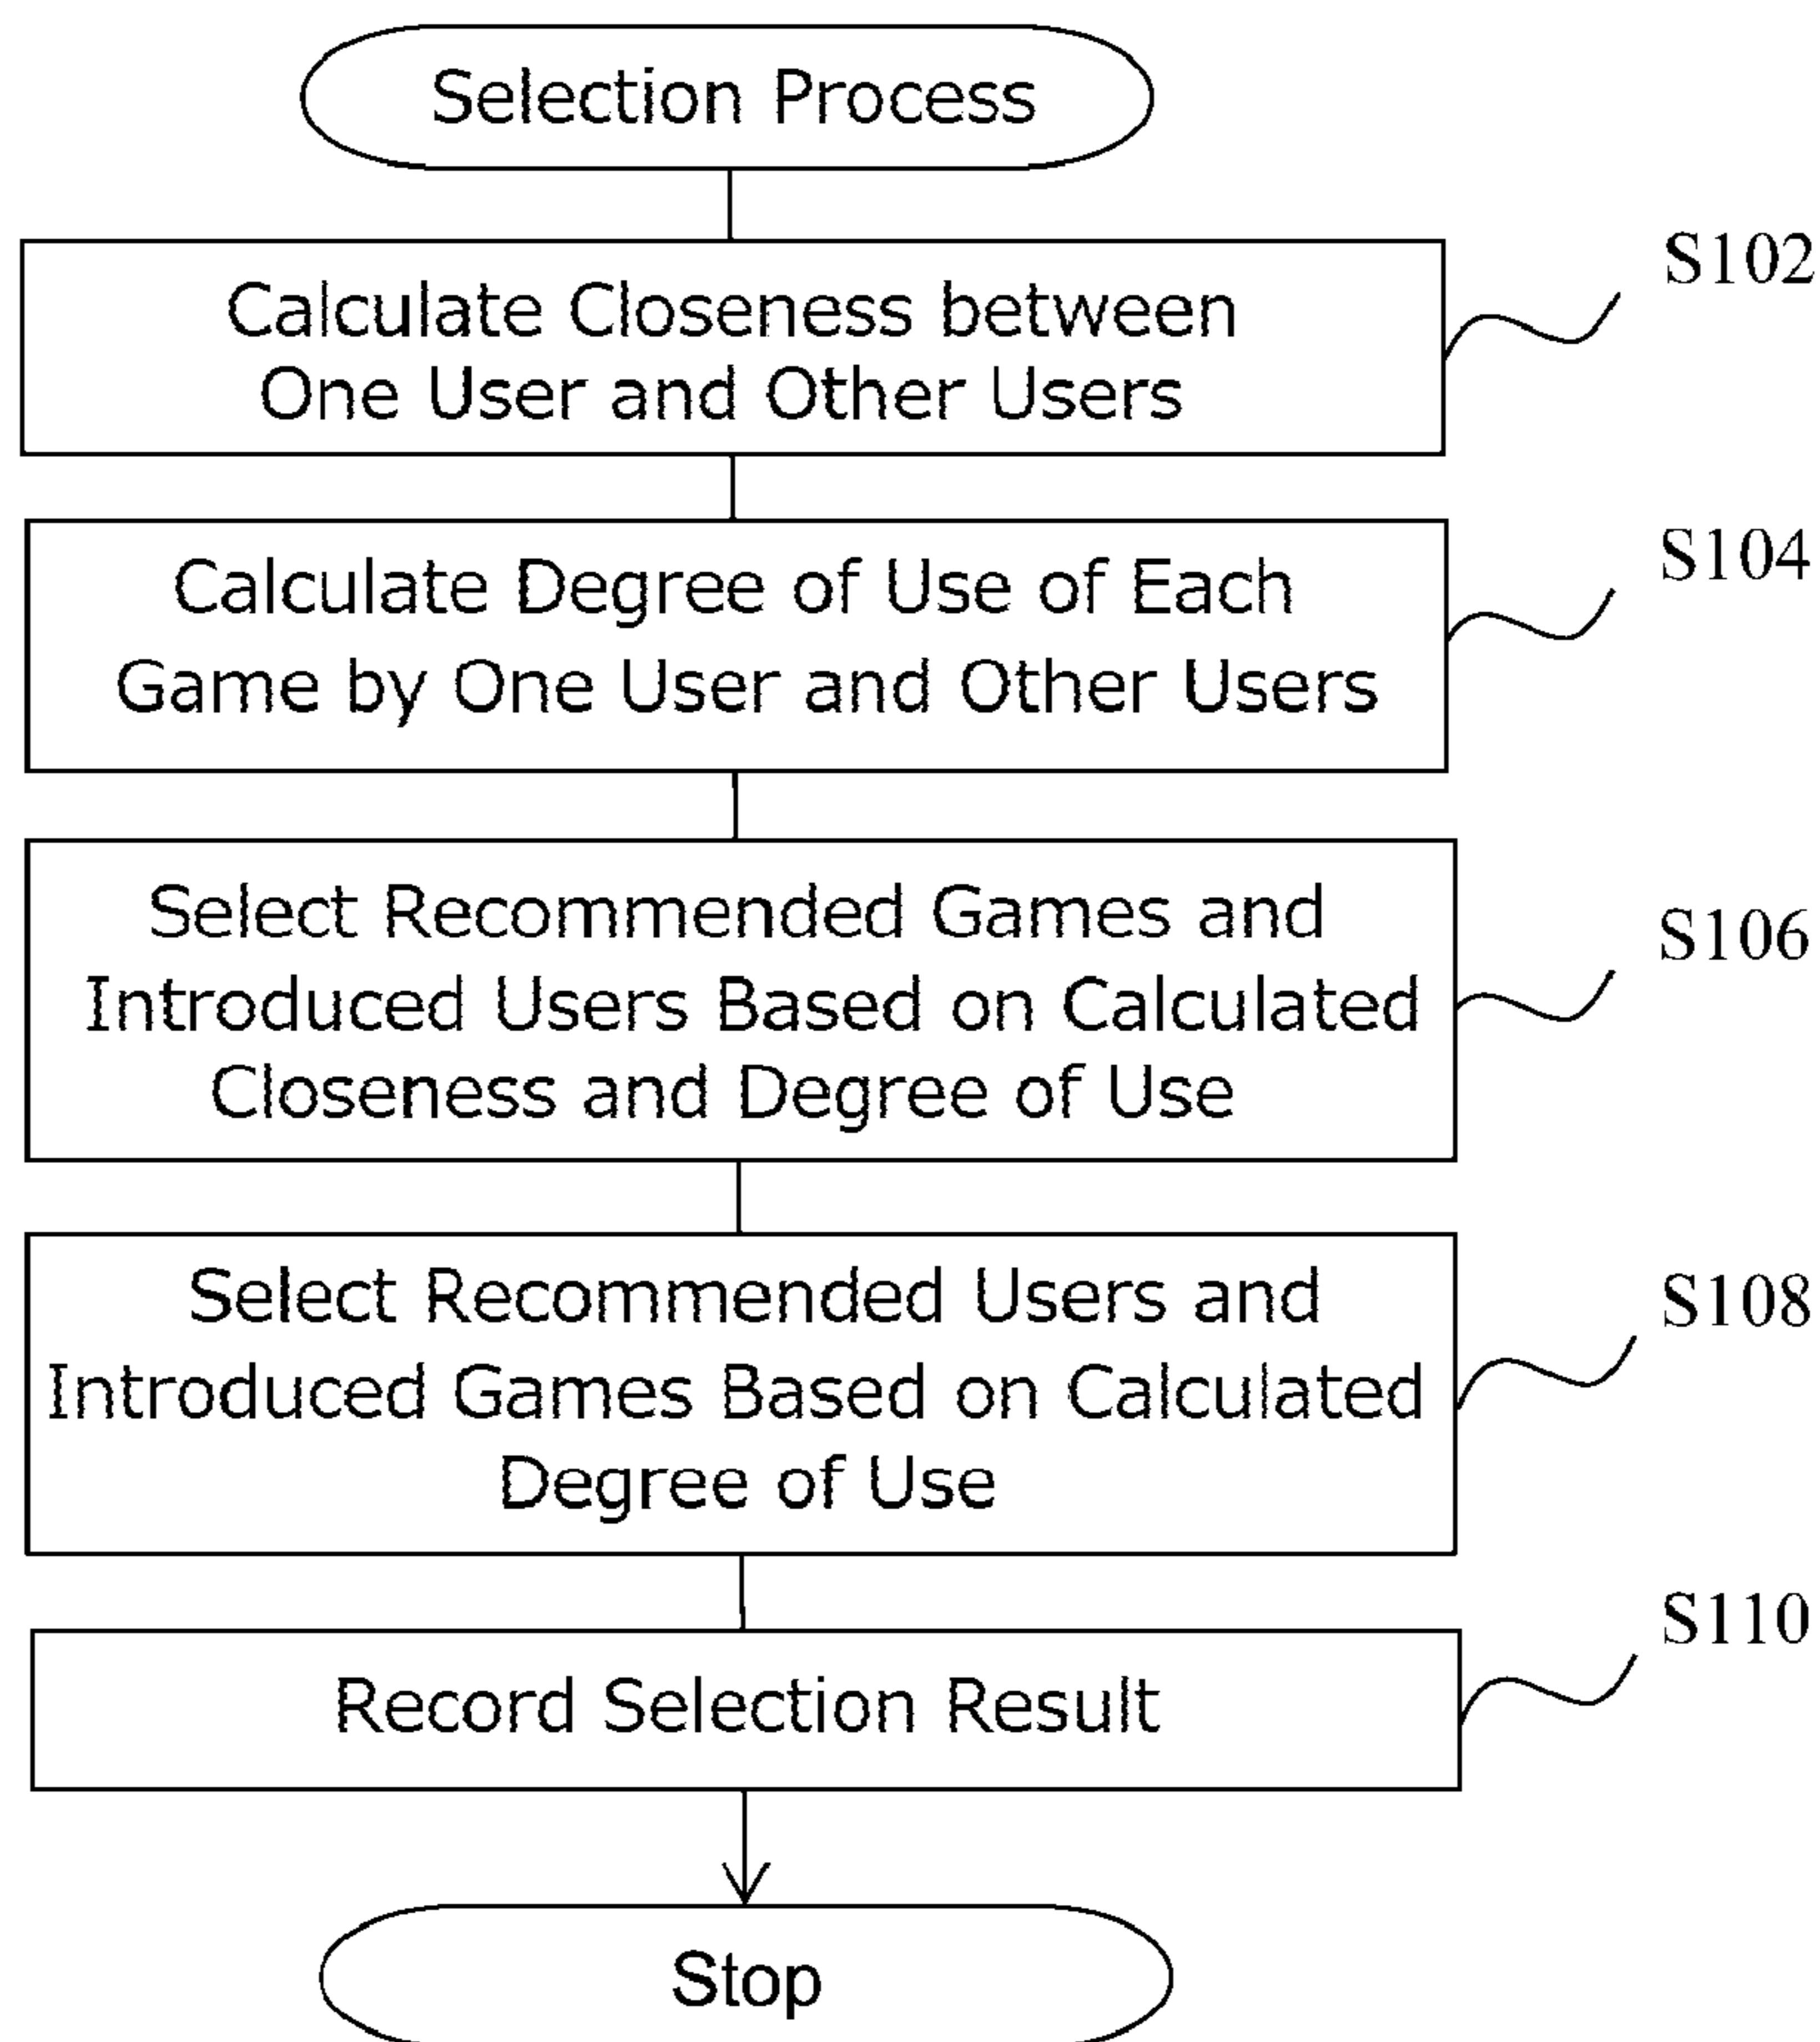 Selection Process
S102
Calculate Closeness between
One User and Other Users
S104
Calculate Degree of Use of Each
Game by One User and Other Users
S106
Select Recommended Games and
Introduced Users Based on Calculated
Closeness and Degree of Use
S108
Select Recommended Users and
Introduced Games Based on Calculated
Degree of Use
S110
Record Selection Result
Stop